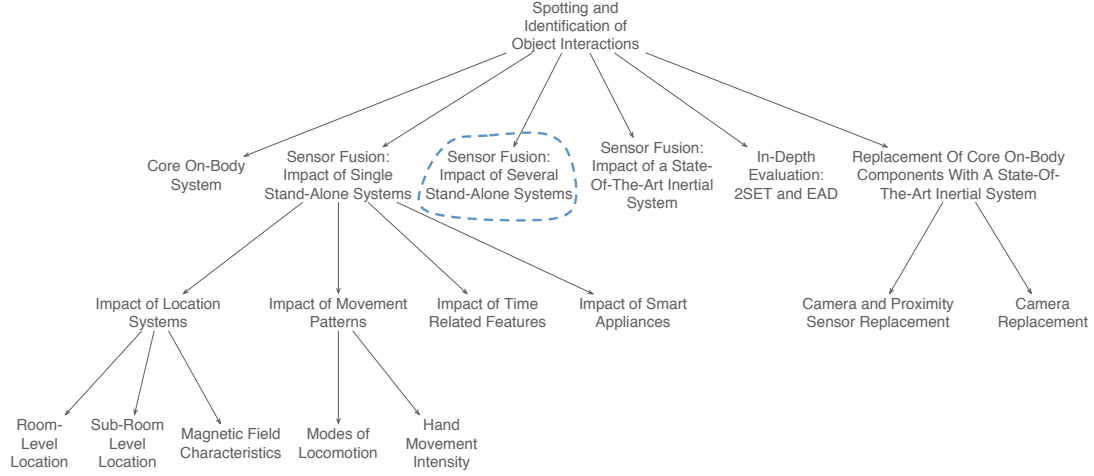 Spotting and
Identification of
Object Interactions
Core On-Body
System
Sensor Fusion:
Impact of Single
Stand-Alone Systems
Sensor Fusion:
Impact of Several
Stand-Alone Systems
Sensor Fusion:
Impact of a State-
Of-The-Art Inertial
System
In-Depth
Evaluation:
2SET and EAD
Replacement Of Core On-Body
Components With A State-Of-
The-Art Inertial System
Impact of Location
Systems
Impact of Movement
Patterns
Impact of Time
Related Features
Impact of Smart
Appliances
Camera and Proximity
Sensor Replacement
Camera
Replacement
Room-
Level
Location
Sub-Room
Level
Location
Magnetic Field
Characteristics
Modes of
Locomotion
Hand
Movement
Intensity